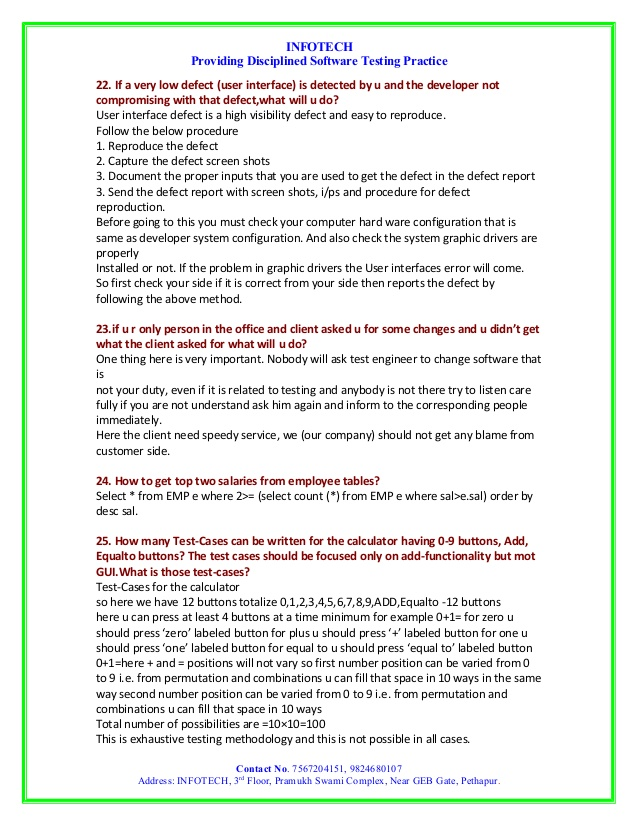 INFOTECH
Providing Disciplined Software Testing Practice
22. If a very low defect (user interface) is detected by u and the developer not
compromising with that defect,what will u do?
User interface defect is a high visibility defect and easy to reproduce.
Follow the below procedure
1. Reproduce the defect
2. Capture the defect screen shots
3. Document the proper inputs that you are used to get the defect in the defect report
3. Send the defect report with screen shots, i/ps and procedure for defect
reproduction.
Before going to this you must check your computer hard ware configuration that is
same as developer system configuration. And also check the system graphic drivers are
properly
Installed or not. If the problem in graphic drivers the User interfaces error will come.
So first check your side if it is correct from your side then reports the defect by
following the above method.
23.if u r only person in the office and client asked u for some changes and u didn't get
what the client asked for what will u do?
One thing here is very important. Nobody will ask test engineer to change software that
is
not your duty, even if it is related to testing and anybody is not there try to listen care
fully if you are not understand ask him again and inform to the corresponding people
immediately.
Here the client need speedy service, we (our company) should not get any blame from
customer side.
24. How to get top two salaries from employee tables?
Select * from EMP e where 2>= (select count (*) from EMP e where sal>e.sal) order by
desc sal.
25. How many Test-Cases can be written for the calculator having 0-9 buttons, Add,
Equalto buttons? The test cases should be focused only on add-functionality but mot
GUI.What is those test-cases?
Test-Cases for the calculator
so here we have 12 buttons totalize 0,1,2,3,4,5,6,7,8,9,ADD,Equalto -12 buttons
here u can press at least 4 buttons at a time minimum for example 0+1= for zero u
should press 'zero' labeled button for plus u should press '+' labeled button for one u
should press 'one' labeled button for equal to u should press 'equal to' labeled button
0+1=here + and = positions will not vary so first number position can be varied from 0
to 9 i.e. from permutation and combinations u can fill that space in 10 ways in the same
way second number position can be varied from 0 to 9 i.e. from permutation and
combinations u can fill that space in 10 ways
Total number of possibilities are =10×10=100
This is exhaustive testing methodology and this is not possible in all cases.
Contact No. 7567204151, 9824680107
Address: INFOTECH, 3rd Floor, Pramukh Swami Complex, Near GEB Gate, Pethapur.